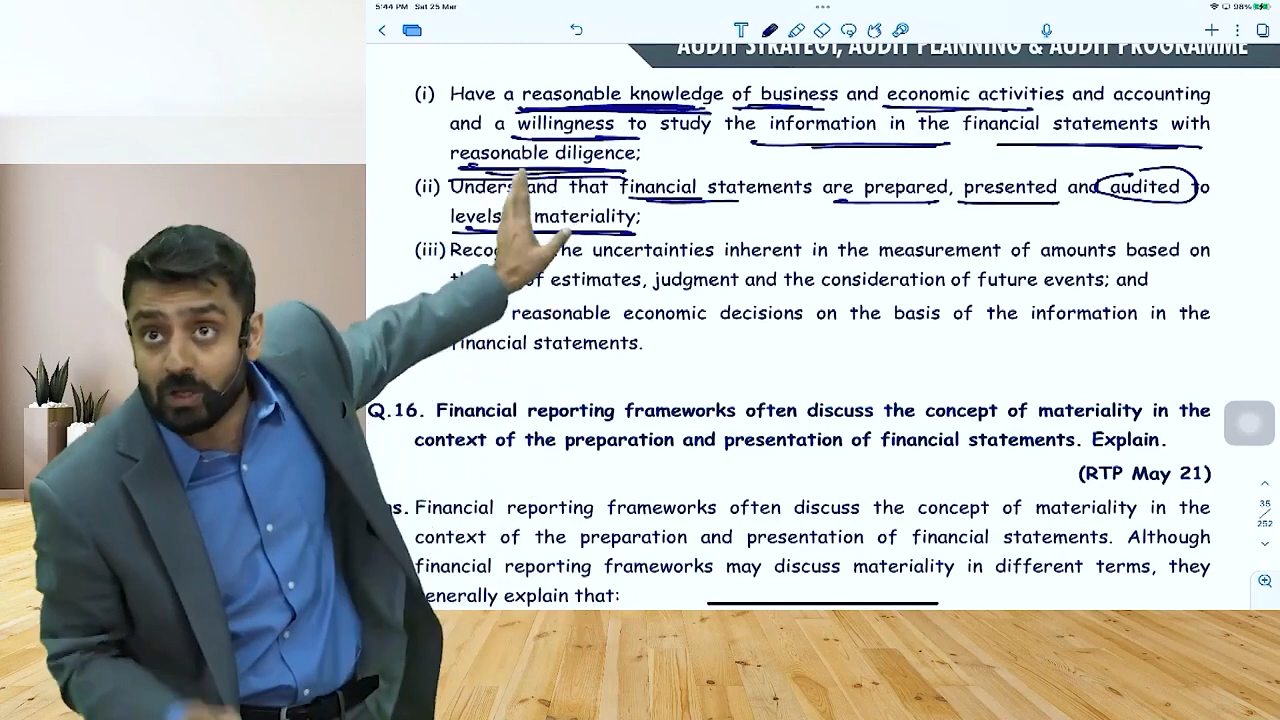 5:44 PM Sat 25 Mar
98%
AUDIT STRATEGY, AUDIT PLANNING & AUDIT PROGRAMME
(i) Have a reasonable knowledge of business and economic activities and accounting
and a willingness to study the information in the financial statements with
reasonable diligence;
(ii) Understand that financial statements are prepared, presented and audited to
levels materiality;
(iii) the uncertainties inherent in the measurement of amounts based on
of estimates, judgment and the consideration of future events; and
reasonable economic decisions on the basis of the information in the
financial statements.
Q.16. Financial reporting frameworks often discuss the concept of materiality in the
context of the preparation and presentation of financial statements. Explain.
(RTP May 21)
Financial reporting frameworks often discuss the concept of materiality in the
context of the preparation and presentation of financial statements. Although
financial reporting frameworks may discuss materiality in different terms, they
generally explain that:
35
252